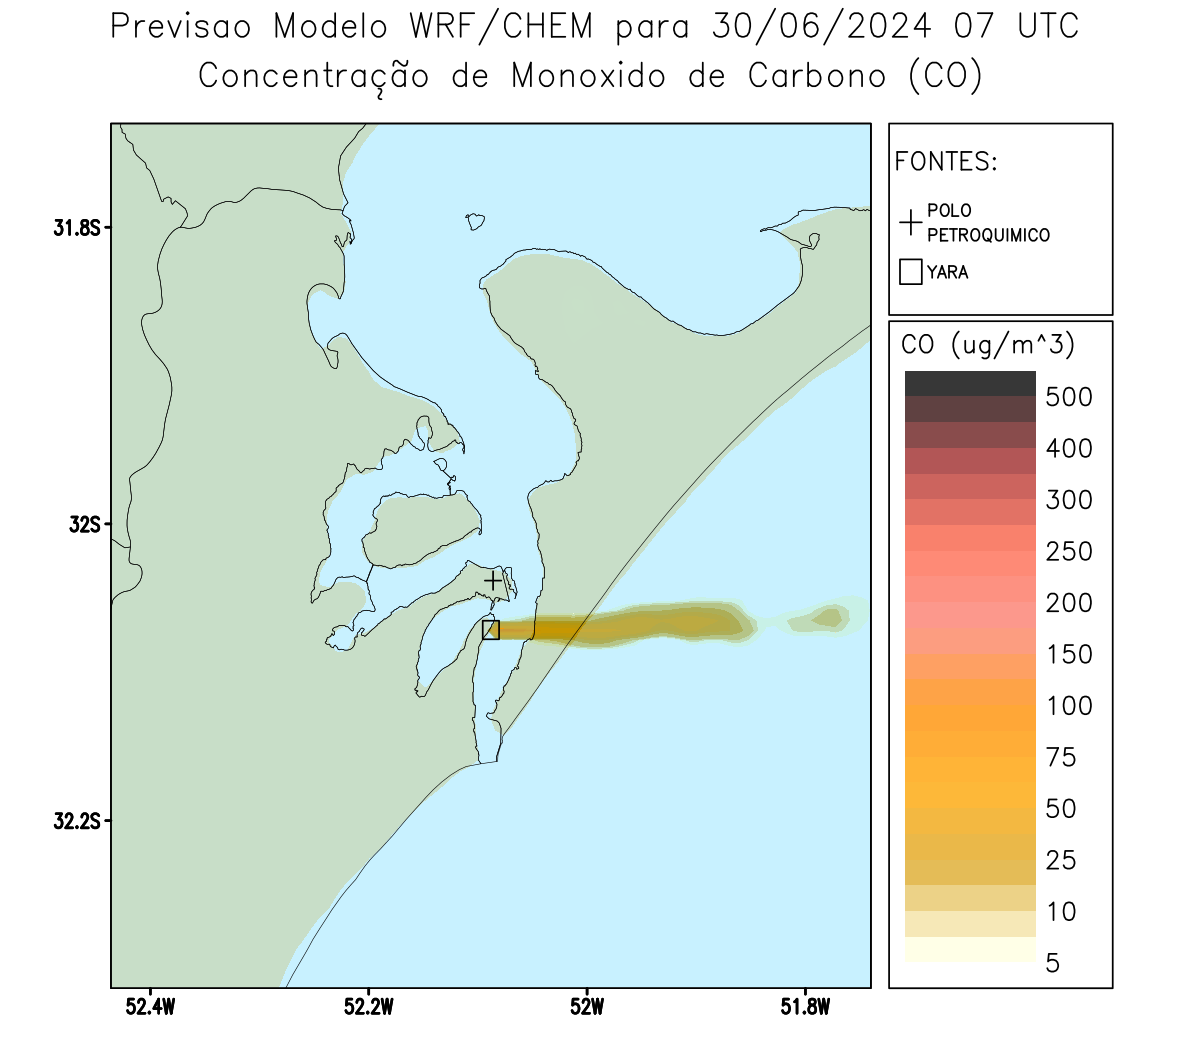 Previsao Modelo WRF/CHEM para 30/06/2024 07 UTC
Concentração de Monoxido de Carbono (CO)
FONTES:
POLO
PETROQUIMICO
YARA
CO (ug/m^3)
500
400
300
250
200
150
100
75
50
25
10
5
31.8S
32S
32.2S
52.4W
52.2W
52W
51.8W